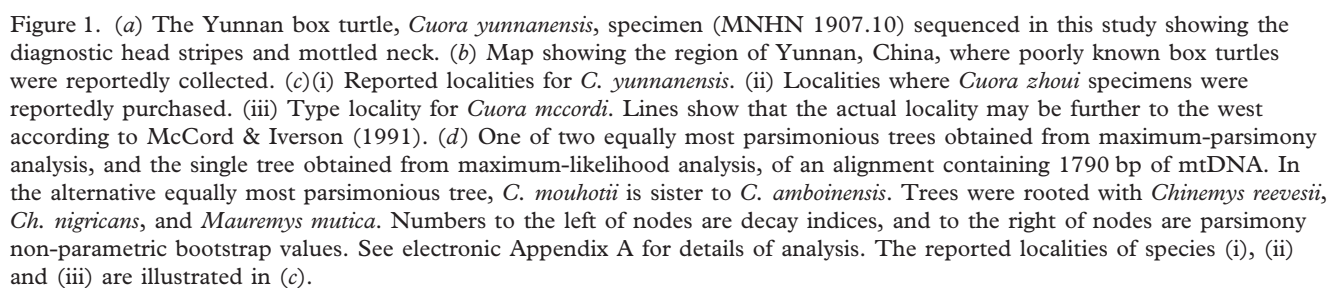 Figure 1. (a) The Yunnan box turtle, Cuora yunnanensis, specimen (MNHN 1907.10) sequenced in this study showing the
diagnostic head stripes and mottled neck. (b) Map showing the region of Yunnan, China, where poorly known box turtles
were reportedly collected. (c)(i) Reported localities for C. yunnanensis. (ii) Localities where Cuora zhoui specimens were
reportedly purchased. (iii) Type locality for Cuora mccordi. Lines show that the actual locality may be further to the west
according to McCord & Iverson (1991). (d) One of two equally most parsimonious trees obtained from maximum-parsimony
analysis, and the single tree obtained from maximum-likelihood analysis, of an alignment containing 1790 bp of mtDNA. In
the alternative equally most parsimonious tree, C. mouhotii is sister to C. amboinensis. Trees were rooted with Chinemys reevesii,
Ch. nigricans, and Mauremys mutica. Numbers to the left of nodes are decay indices, and to the right of nodes are parsimony
non-parametric bootstrap values. See electronic Appendix A for details of analysis. The reported localities of species (i), (ii)
and (iii) are illustrated in (c).